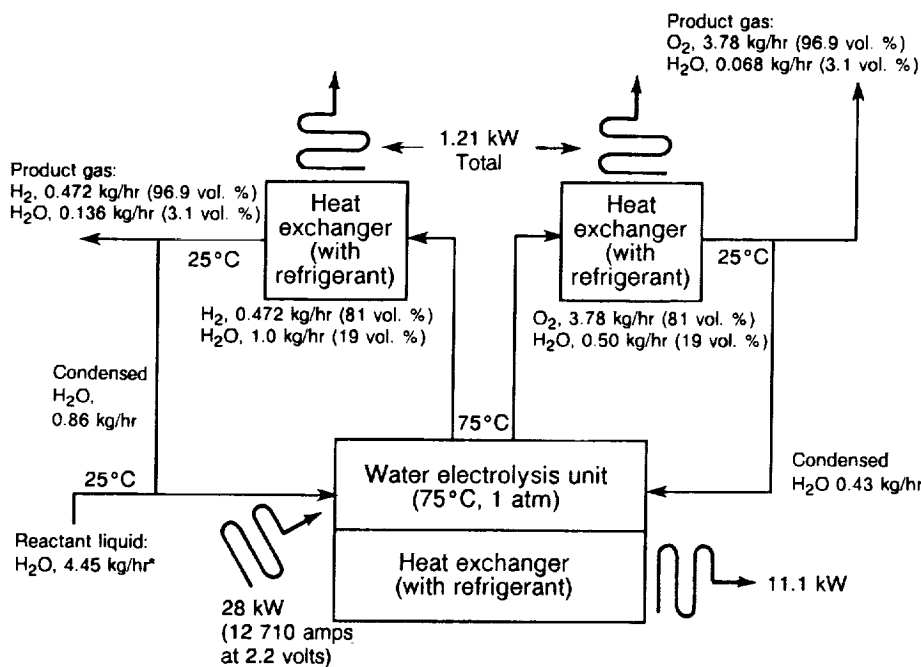 Product gas:
O2, 3.78 kg/hr (96.9 vol. %)
H2O, 0.068 kg/hr (3.1 vol. %)
1.21 kW
Total
Product gas:
H2, 0.472 kg/hr (96.9 vol. %)
H2O, 0.136 kg/hr (3.1 vol. %)
Heat
exchanger
(with
refrigerant)
25°C
Heat
exchanger
(with
refrigerant)
25°C
H2, 0.472 kg/hr (81 vol. %)
H2O, 1.0 kg/hr (19 vol. %)
O2, 3.78 kg/hr (81 vol. %)
H2O, 0.50 kg/hr (19 vol. %)
Condensed
H2O,
0.86 kg/hr
75°C
Water electrolysis unit
(75°C, 1 atm)
Condensed
H2O 0.43 kg/hr
25°C
Reactant liquid:
H2O, 4.45 kg/hr*
Heat exchanger
(with refrigerant)
11.1 kW
28 kW
(12 710 amps
at 2.2 volts)